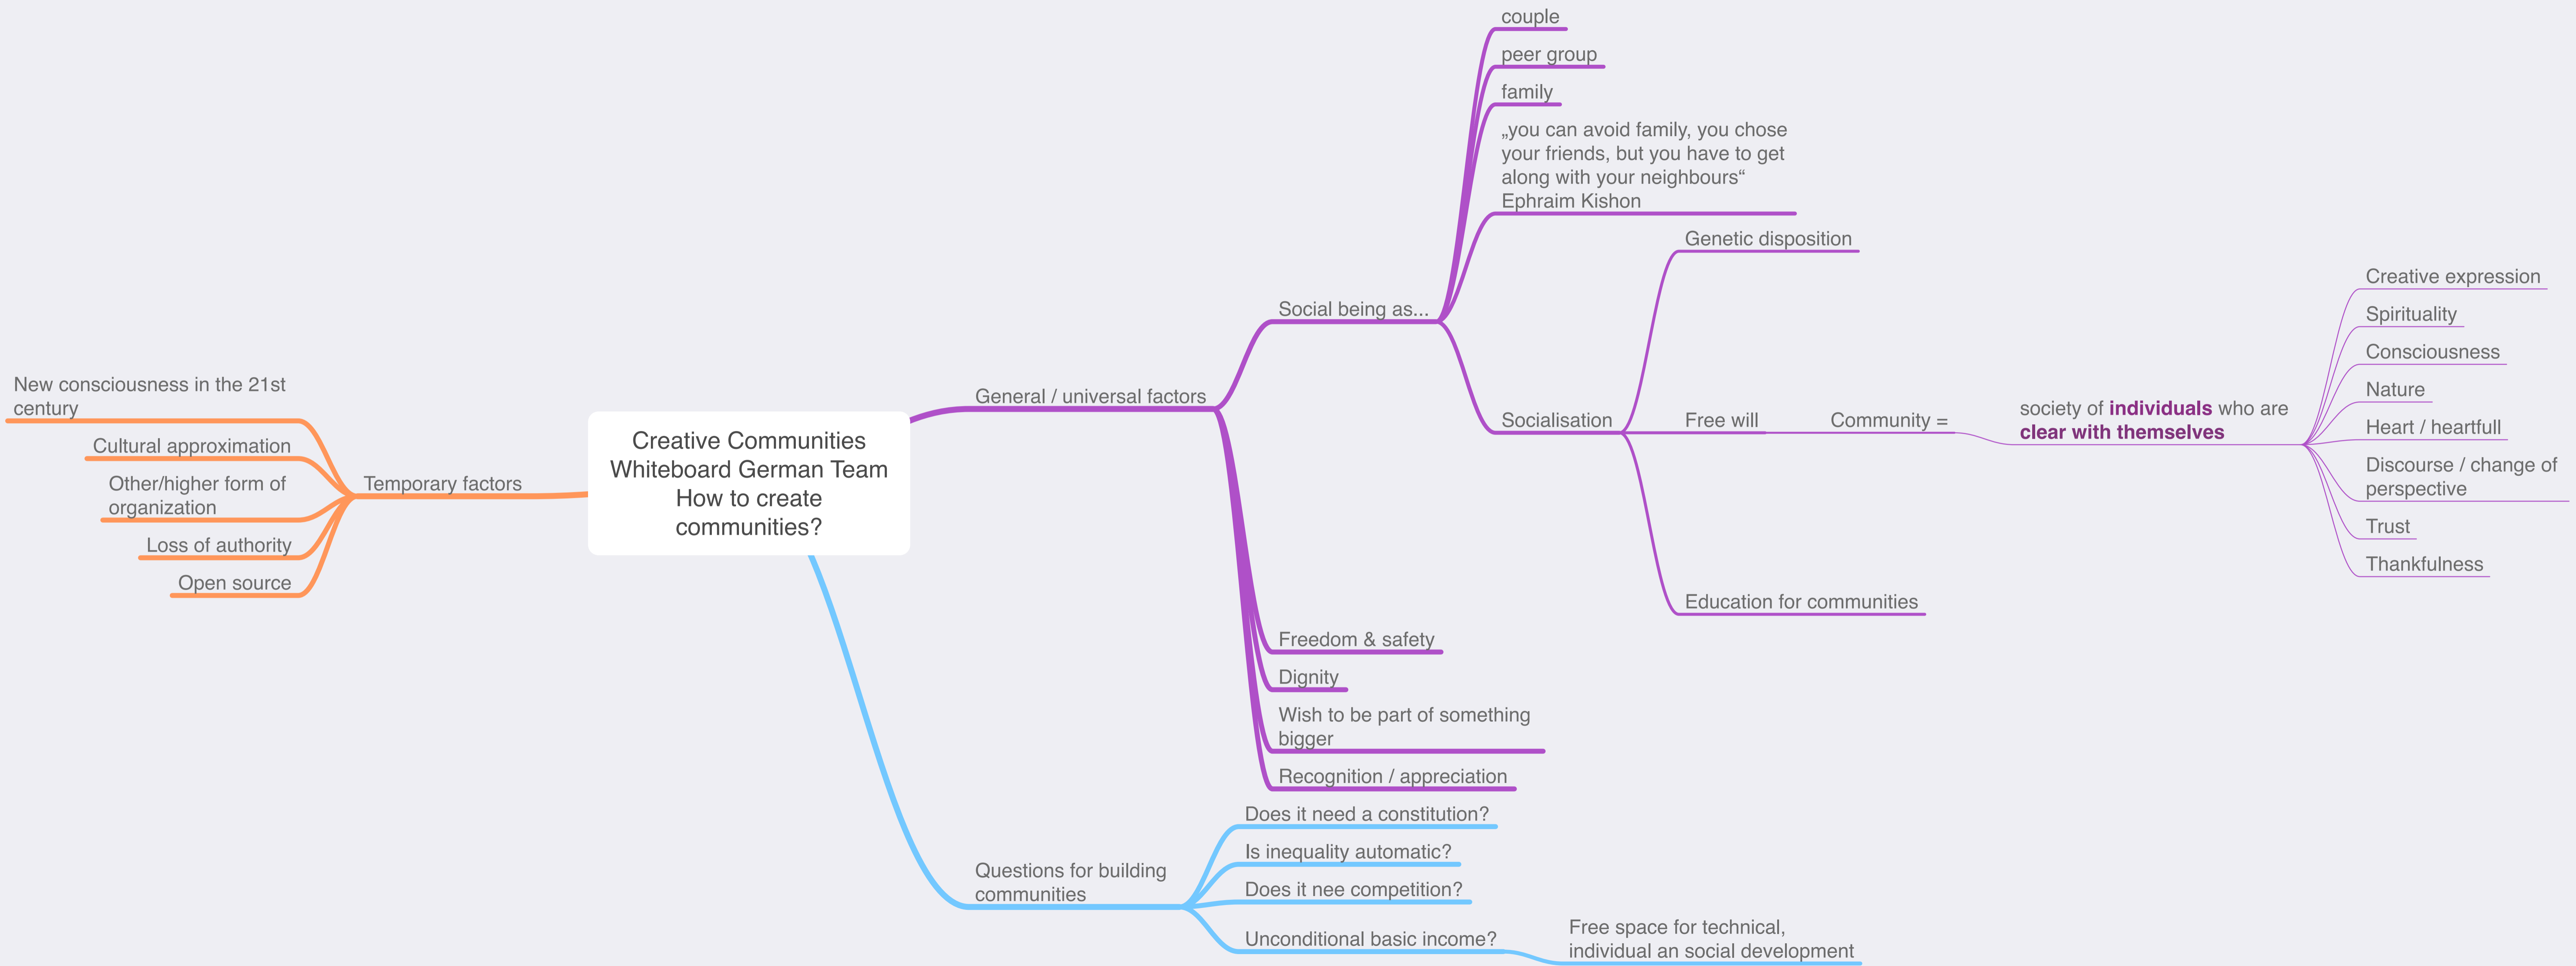 Creative Communities
Whiteboard German Team
How to create
communities?
General / universal factors
Social being as...
couple
peer group
family
„you can avoid family, you chose
your friends, but you have to get
along with your neighbours“
Ephraim Kishon
Socialisation
Genetic disposition
Free will
Community =
society of individuals who are
clear with themselves
Creative expression
Spirituality
Consciousness
Nature
Heart / heartfull
Discourse / change of
perspective
Trust
Thankfulness
Education for communities
Freedom & safety
Dignity
Wish to be part of something
bigger
Recognition / appreciation
Questions for building
communities
Does it need a constitution?
Is inequality automatic?
Does it nee competition?
Unconditional basic income?
Free space for technical,
individual an social development
Temporary factors
New consciousness in the 21st
century
Cultural approximation
Other/higher form of
organization
Loss of authority
Open source